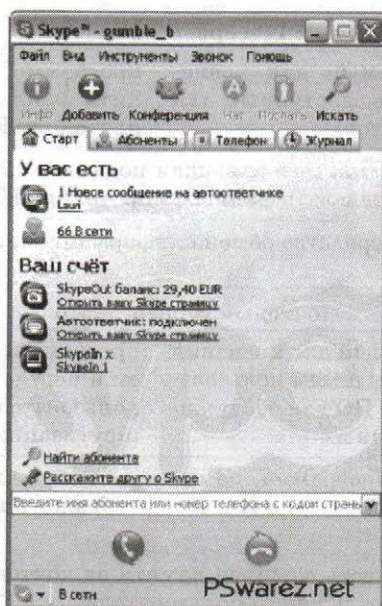 Skype™ - gumble_b
Файл Вид Инструменты Звонок Помощь
Инфо Добавить Конференция Чат Послать Искать
Старт Абоненты Телефон Журнал
У вас есть
1 Новое сообщение на автоответчике
Lauri
66 В сети
Ваш счёт
SkypeOut баланс: 29,40 EUR
Открыть вашу Skype страницу
Автоответчик: подключен
Открыть вашу Skype страницу
SkypeIn x
SkypeIn 1
Найти абонента
Расскажите другу о Skype
Введите имя абонента или номер телефона с кодом страны
В сети
PSwarez.net